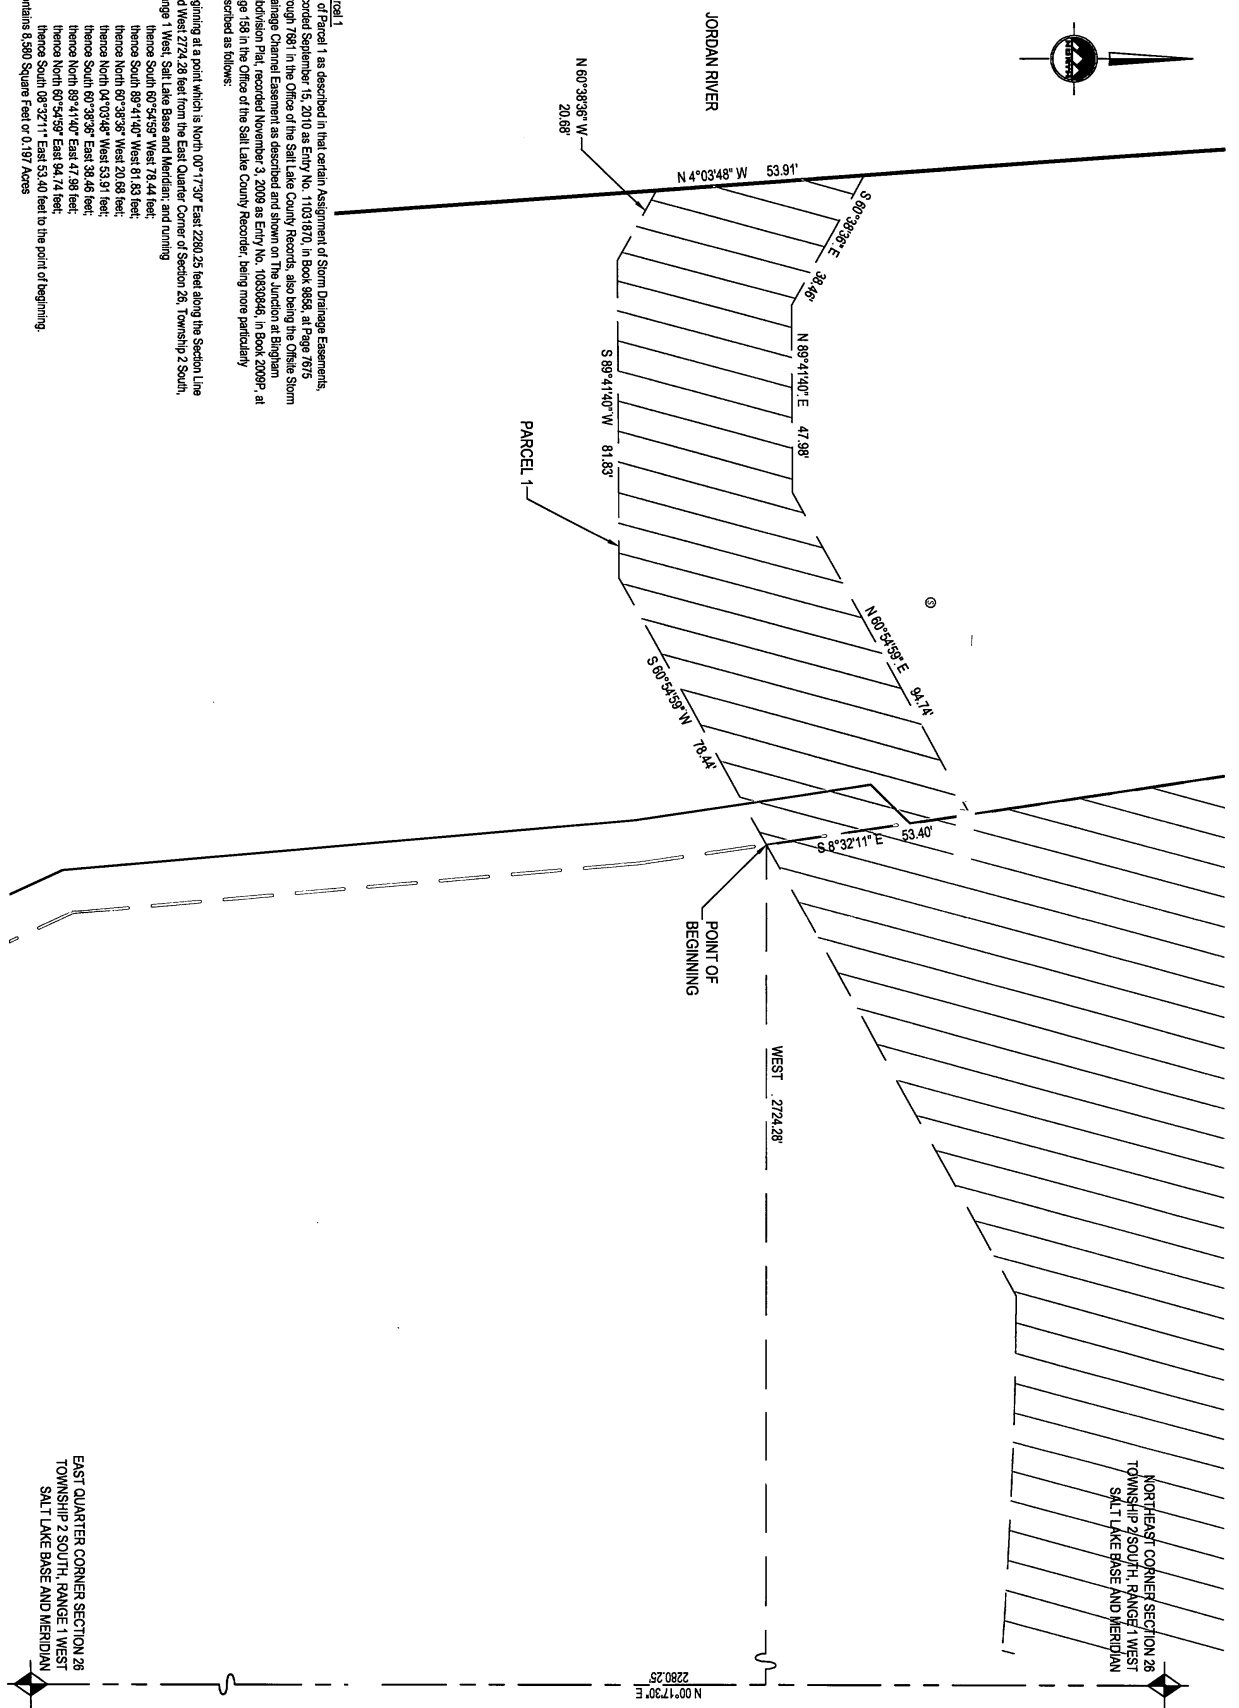 JORDAN RIVER
N 60°38'36" W
20.68'
N 4°03'48" W 53.91'
S 60°38'36" E 38.46'
N 89°41'40" E 47.98'
S 89°41'40" W 81.83'
PARCEL 1
N 60°54'59" E 94.74'
S 60°54'59" W 78.44'
S
S 8°32'11" E 53.40'
POINT OF
BEGINNING
WEST 2724.28'
NORTHEAST CORNER SECTION 26
TOWNSHIP 2 SOUTH, RANGE 1 WEST
SALT LAKE BASE AND MERIDIAN
N 00°17'30" E
2280.25'
EAST QUARTER CORNER SECTION 26
TOWNSHIP 2 SOUTH, RANGE 1 WEST
SALT LAKE BASE AND MERIDIAN
1
of Parcel 1 as described in that certain Assignment of Storm Drainage Easements,
September 15, 2010 as Entry No. 11031870, in Book 9858, at Page 7675
7681 in the Office of the Salt Lake County Records, also being the Offsite Storm
Channel Easement as described and shown on The Junction at Bingham
Plat, recorded November 3, 2009 as Entry No. 10830846, in Book 2009P, at
158 in the Office of the Salt Lake County Recorder, being more particularly
as follows:
at a point which is North 00°17'30" East 2280.25 feet along the Section Line
West 2724.28 feet from the East Quarter Corner of Section 26, Township 2 South,
1 West, Salt Lake Base and Meridian; and running
thence South 60°54'59" West 78.44 feet;
thence South 89°41'40" West 81.83 feet;
thence North 60°38'36" West 20.68 feet;
thence North 04°03'48" West 53.91 feet;
thence South 60°38'36" East 38.46 feet;
thence North 89°41'40" East 47.98 feet;
thence North 60°54'59" East 94.74 feet;
thence South 08°32'11" East 53.40 feet to the point of beginning.
8,580 Square Feet or 0.197 Acres